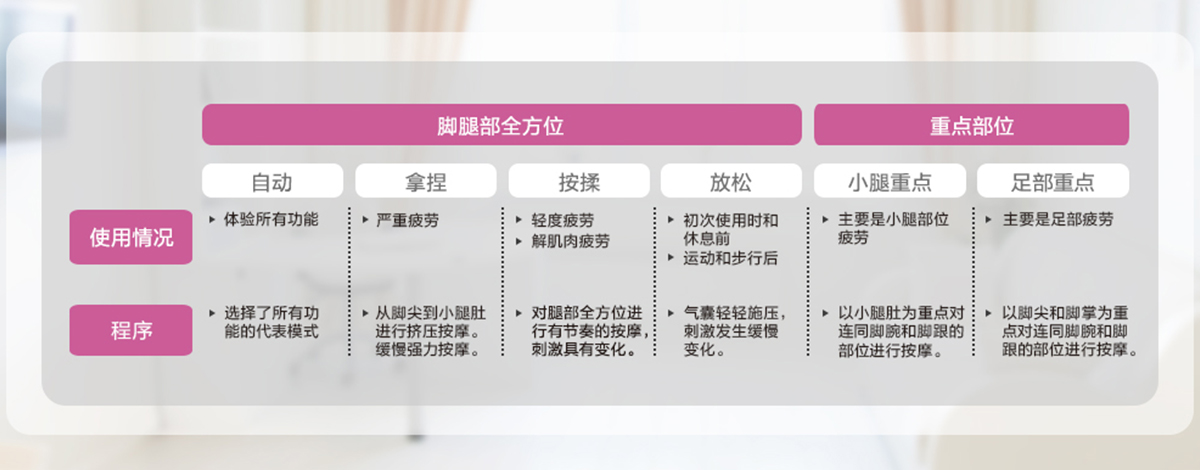 脚腿部全方位
重点部位
自动
拿捏
按揉
放松
小腿重点
足部重点
使用情况
体验所有功能
严重疲劳
轻度疲劳
解肌肉疲劳
初次使用时和
休息前
运动和步行后
主要是小腿部位
疲劳
主要是足部疲劳
程序
选择了所有功
能的代表模式
从脚尖到小腿肚
进行挤压按摩。
缓慢强力按摩。
对腿部全方位进
行有节奏的按摩，
刺激具有变化。
气囊轻轻施压，
刺激发生缓慢
变化。
以小腿肚为重点对
连同脚腕和脚跟的
部位进行按摩。
以脚尖和脚掌为重
点对连同脚腕和脚
跟的部位进行按摩。